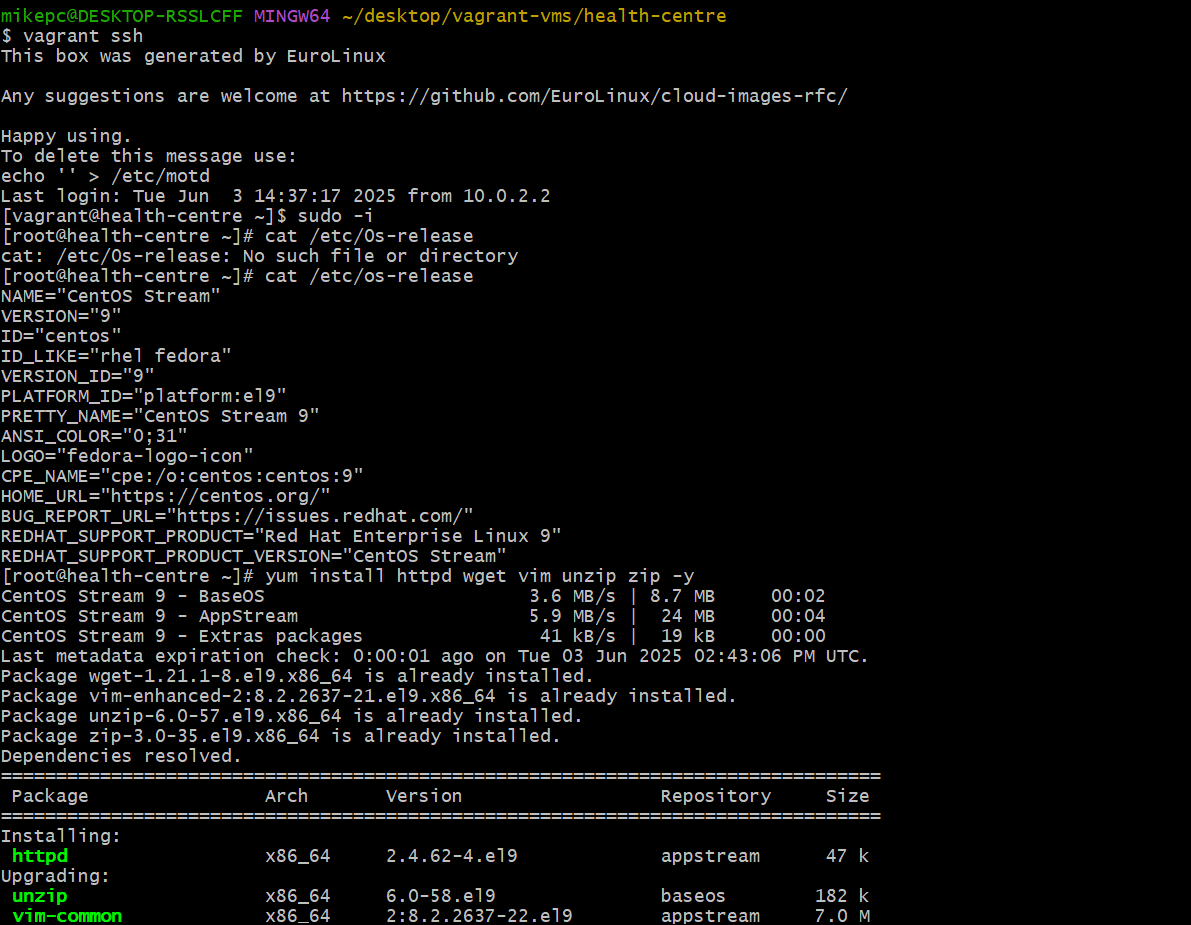 mikepc@DESKTOP-RSSLCFF MINGW64 ~/desktop/vagrant-vms/health-centre
$ vagrant ssh
This box was generated by EuroLinux
Any suggestions are welcome at https://github.com/EuroLinux/cloud-images-rfc/
Happy using.
To delete this message use:
echo '' > /etc/motd
Last login: Tue Jun  3 14:37:17 2025 from 10.0.2.2
[vagrant@health-centre ~]$ sudo -i
[root@health-centre ~]# cat /etc/0s-release
cat: /etc/0s-release: No such file or directory
[root@health-centre ~]# cat /etc/os-release
NAME="CentOS Stream"
VERSION="9"
ID="centos"
ID_LIKE="rhel fedora"
VERSION_ID="9"
PLATFORM_ID="platform:el9"
PRETTY_NAME="CentOS Stream 9"
ANSI_COLOR="0;31"
LOGO="fedora-logo-icon"
CPE_NAME="cpe:/o:centos:centos:9"
HOME_URL="https://centos.org/"
BUG_REPORT_URL="https://issues.redhat.com/"
REDHAT_SUPPORT_PRODUCT="Red Hat Enterprise Linux 9"
REDHAT_SUPPORT_PRODUCT_VERSION="CentOS Stream"
[root@health-centre ~]# yum install httpd wget vim unzip zip -y
CentOS Stream 9 - BaseOS                        3.6 MB/s | 8.7 MB     00:02
CentOS Stream 9 - AppStream                     5.9 MB/s |  24 MB     00:04
CentOS Stream 9 - Extras packages                41 kB/s |  19 kB     00:00
Last metadata expiration check: 0:00:01 ago on Tue 03 Jun 2025 02:43:06 PM UTC.
Package wget-1.21.1-8.el9.x86_64 is already installed.
Package vim-enhanced-2:8.2.2637-21.el9.x86_64 is already installed.
Package unzip-6.0-57.el9.x86_64 is already installed.
Package zip-3.0-35.el9.x86_64 is already installed.
Dependencies resolved.
================================================================================
 Package                Arch       Version                  Repository     Size
================================================================================
Installing:
 httpd                  x86_64     2.4.62-4.el9             appstream      47 k
Upgrading:
 unzip                  x86_64     6.0-58.el9               baseos        182 k
 vim-common             x86_64     2:8.2.2637-22.el9        appstream     7.0 M